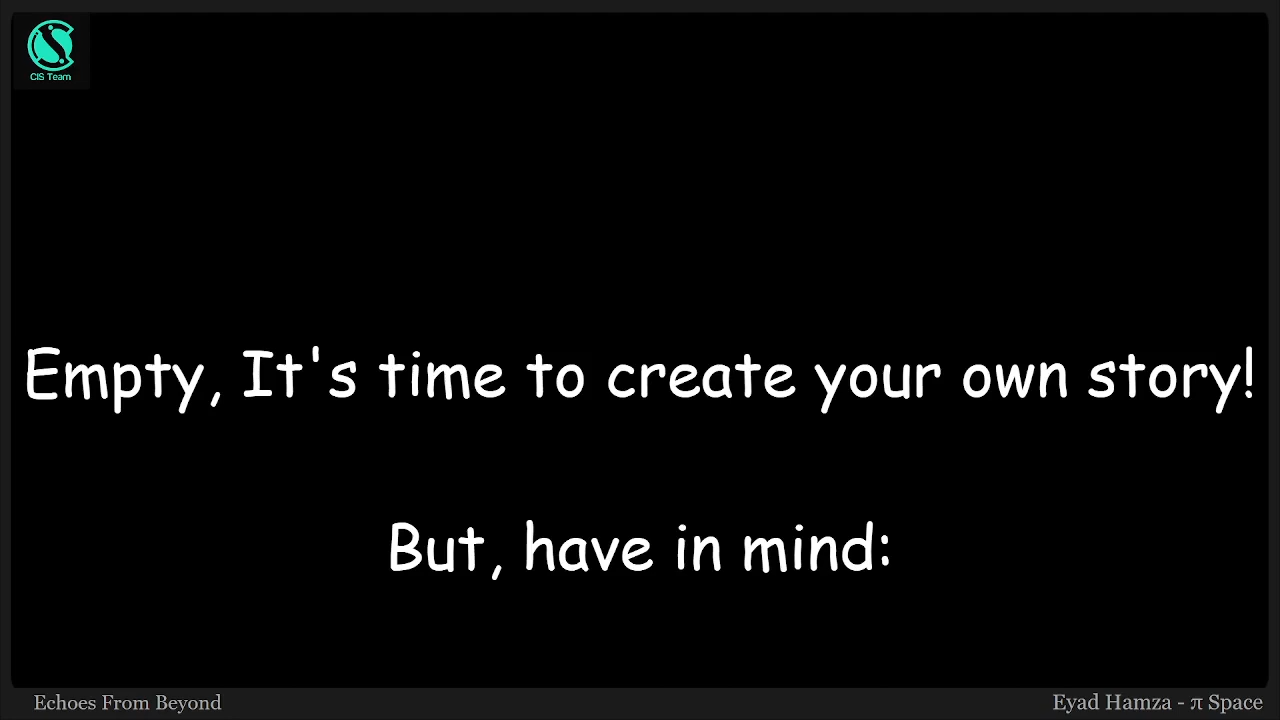 CIS Team
Empty, It's time to create your own story!
But, have in mind:
Echoes From Beyond
Eyad Hamza - π Space